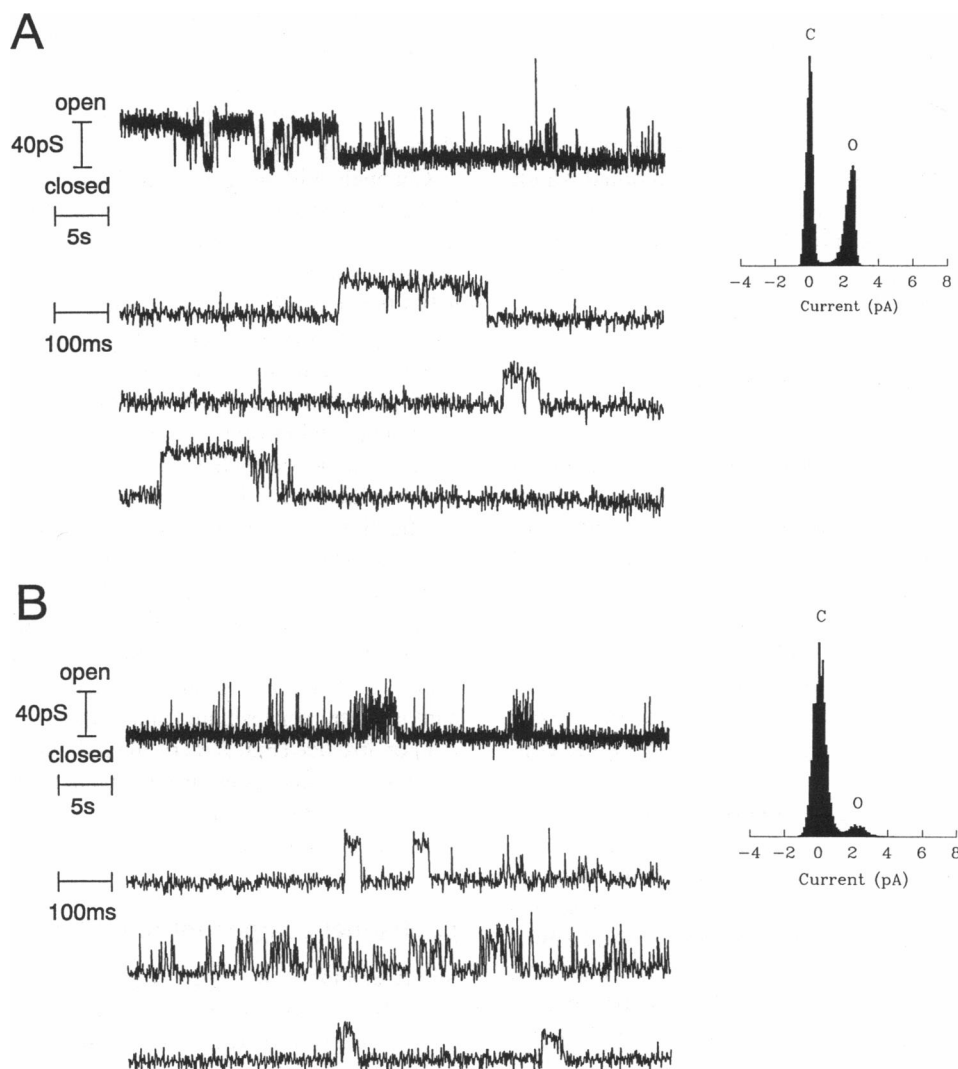 A
open
40pS
closed
5s
100ms
C
O
−4 −2 0 2 4 6 8
Current (pA)
B
open
40pS
closed
5s
100ms
C
O
−4 −2 0 2 4 6 8
Current (pA)